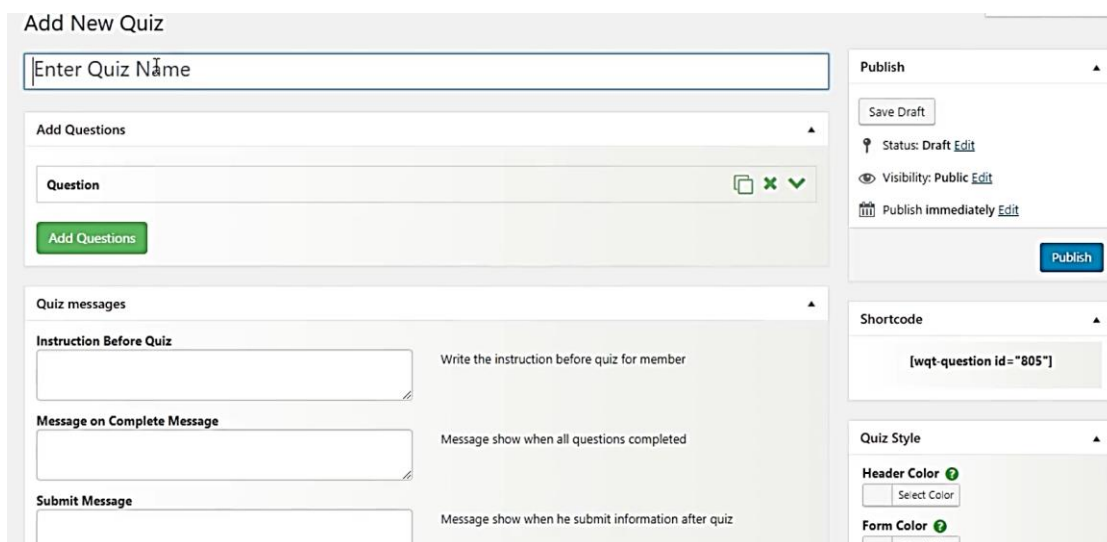 Add New Quiz
Enter Quiz Name
Add Questions
Question
Add Questions
Quiz messages
Instruction Before Quiz
Write the instruction before quiz for member
Message on Complete Message
Message show when all questions completed
Submit Message
Message show when he submit information after quiz
Publish
Save Draft
Status: Draft Edit
Visibility: Public Edit
Publish immediately Edit
Publish
Shortcode
[wqt-question id="805"]
Quiz Style
Header Color
Select Color
Form Color